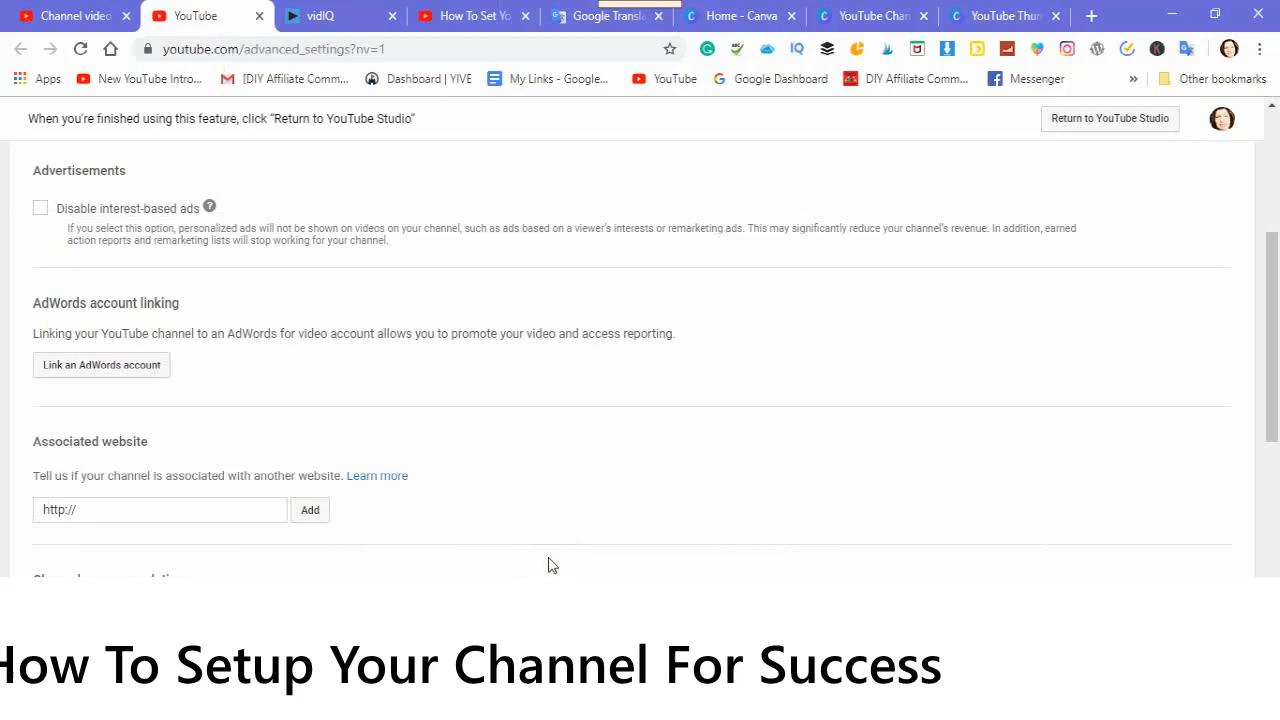 Channel video
YouTube
vidIQ
How To Set Yo
Google Transla
Home - Canva
YouTube Chan
YouTube Thum
youtube.com/advanced_settings?nv=1
Apps
New YouTube Intro...
[DIY Affiliate Comm...
Dashboard | YIVE
My Links - Google...
YouTube
Google Dashboard
DIY Affiliate Comm...
Messenger
»
Other bookmarks
When you're finished using this feature, click "Return to YouTube Studio"
Return to YouTube Studio
Advertisements
Disable interest-based ads ?
If you select this option, personalized ads will not be shown on videos on your channel, such as ads based on a viewer's interests or remarketing ads. This may significantly reduce your channel's revenue. In addition, earned
action reports and remarketing lists will stop working for your channel.
AdWords account linking
Linking your YouTube channel to an AdWords for video account allows you to promote your video and access reporting.
Link an AdWords account
Associated website
Tell us if your channel is associated with another website. Learn more
http://
Add
How To Setup Your Channel For Success